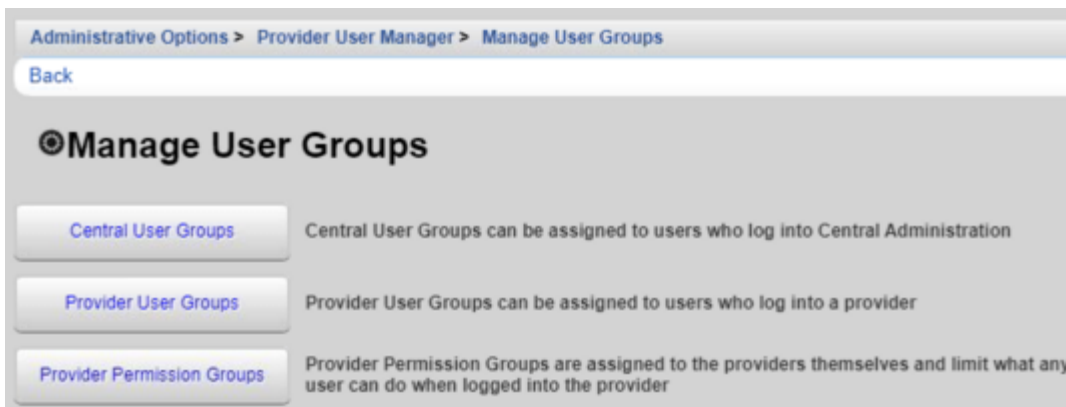 Administrative Options > Provider User Manager > Manage User Groups
Back
Manage User Groups
Central User Groups Central User Groups can be assigned to users who log into Central Administration
Provider User Groups Provider User Groups can be assigned to users who log into a provider
Provider Permission Groups Provider Permission Groups are assigned to the providers themselves and limit what any
user can do when logged into the provider